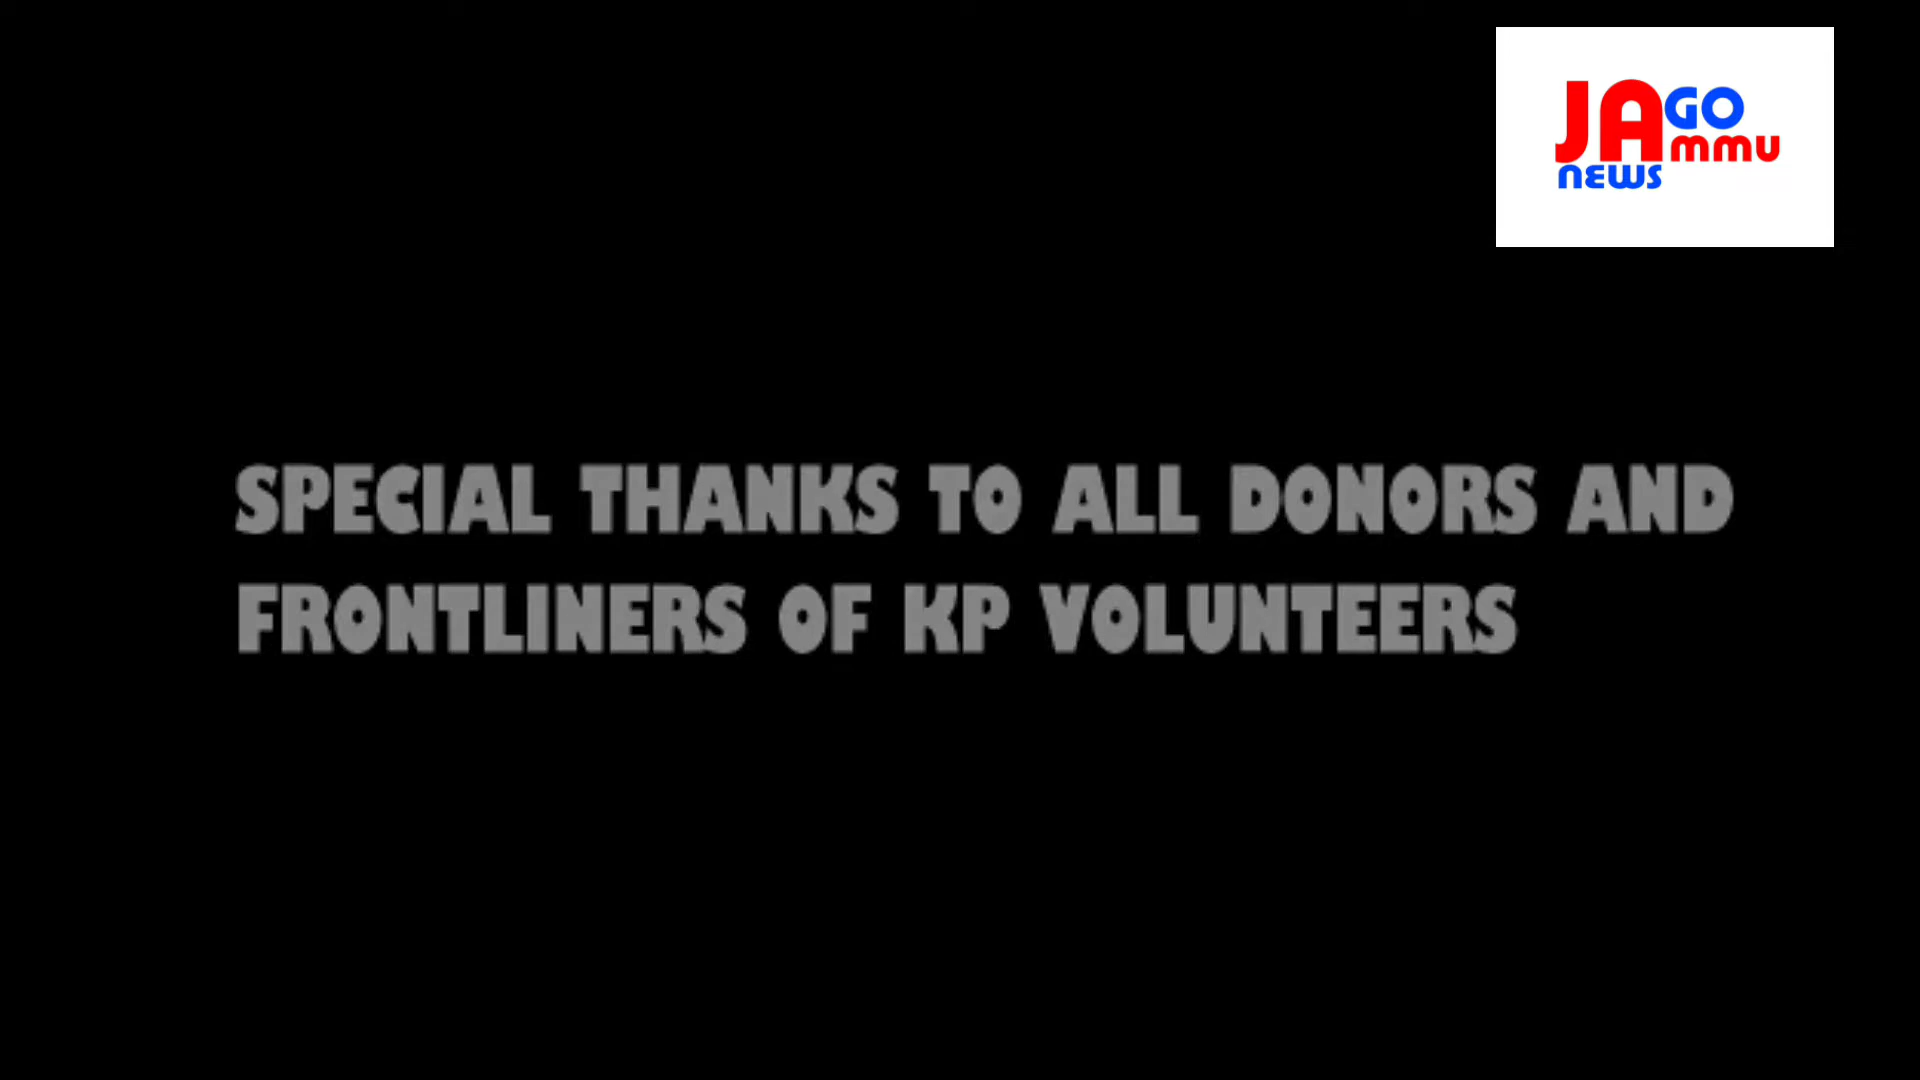 JAGO
MMU
NEWS
SPECIAL THANKS TO ALL DONORS AND
FRONTLINERS OF KP VOLUNTEERS